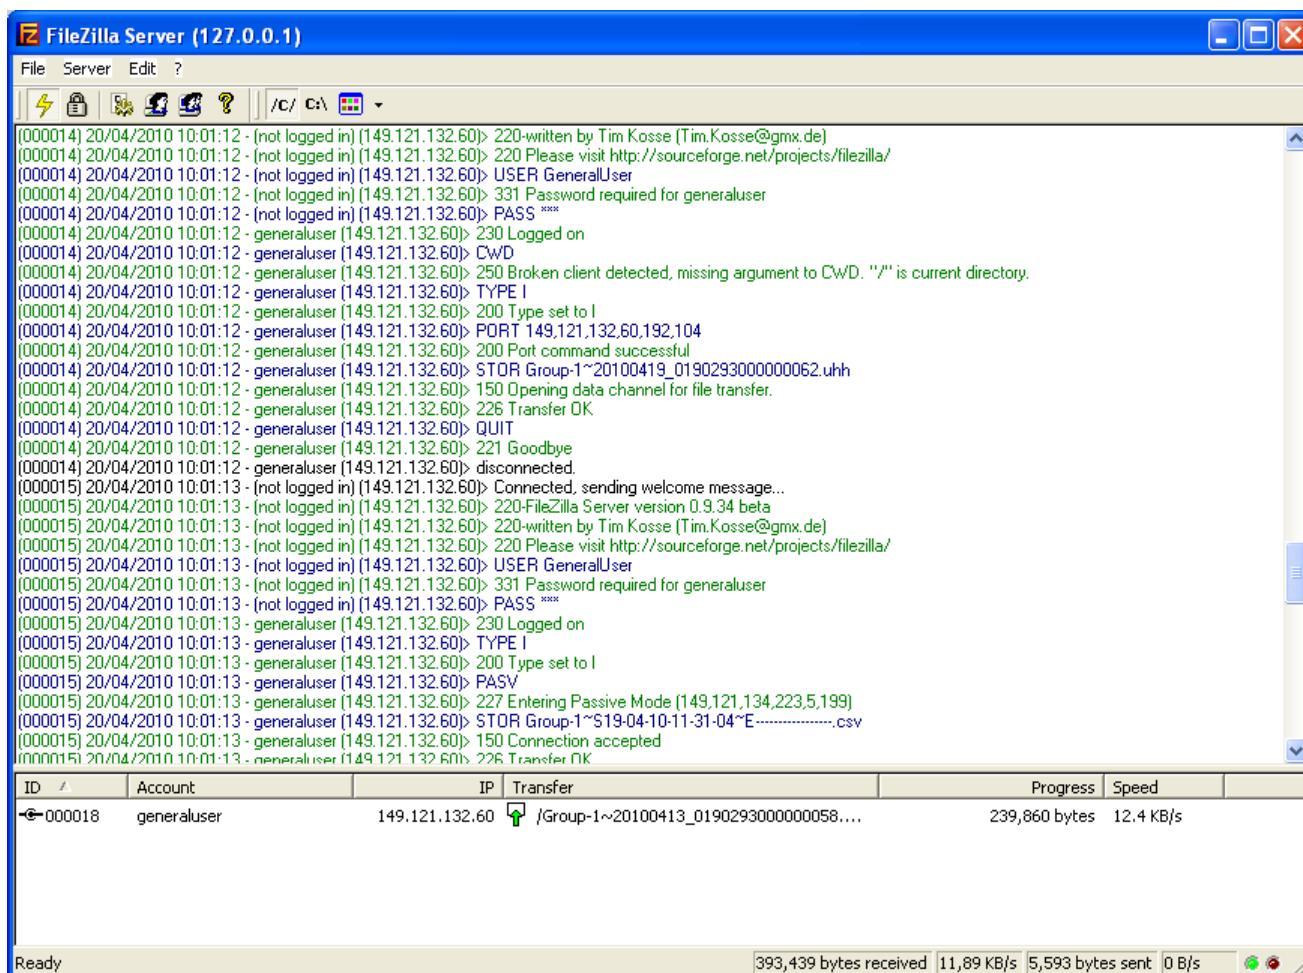 FileZilla Server (127.0.0.1)
File Server Edit ?
/C/ C:\
(000014) 20/04/2010 10:01:12 - (not logged in) (149.121.132.60)> 220-written by Tim Kosse (Tim.Kosse@gmx.de)
(000014) 20/04/2010 10:01:12 - (not logged in) (149.121.132.60)> 220 Please visit http://sourceforge.net/projects/filezilla/
(000014) 20/04/2010 10:01:12 - (not logged in) (149.121.132.60)> USER GeneralUser
(000014) 20/04/2010 10:01:12 - (not logged in) (149.121.132.60)> 331 Password required for generaluser
(000014) 20/04/2010 10:01:12 - (not logged in) (149.121.132.60)> PASS ***
(000014) 20/04/2010 10:01:12 - generaluser (149.121.132.60)> 230 Logged on
(000014) 20/04/2010 10:01:12 - generaluser (149.121.132.60)> CWD
(000014) 20/04/2010 10:01:12 - generaluser (149.121.132.60)> 250 Broken client detected, missing argument to CWD. "/" is current directory.
(000014) 20/04/2010 10:01:12 - generaluser (149.121.132.60)> TYPE I
(000014) 20/04/2010 10:01:12 - generaluser (149.121.132.60)> 200 Type set to I
(000014) 20/04/2010 10:01:12 - generaluser (149.121.132.60)> PORT 149,121,132,60,192,104
(000014) 20/04/2010 10:01:12 - generaluser (149.121.132.60)> 200 Port command successful
(000014) 20/04/2010 10:01:12 - generaluser (149.121.132.60)> STOR Group-1~20100419_0190293000000062.uhh
(000014) 20/04/2010 10:01:12 - generaluser (149.121.132.60)> 150 Opening data channel for file transfer.
(000014) 20/04/2010 10:01:12 - generaluser (149.121.132.60)> 226 Transfer OK
(000014) 20/04/2010 10:01:12 - generaluser (149.121.132.60)> QUIT
(000014) 20/04/2010 10:01:12 - generaluser (149.121.132.60)> 221 Goodbye
(000014) 20/04/2010 10:01:12 - generaluser (149.121.132.60)> disconnected.
(000015) 20/04/2010 10:01:13 - (not logged in) (149.121.132.60)> Connected, sending welcome message...
(000015) 20/04/2010 10:01:13 - (not logged in) (149.121.132.60)> 220-FileZilla Server version 0.9.34 beta
(000015) 20/04/2010 10:01:13 - (not logged in) (149.121.132.60)> 220-written by Tim Kosse (Tim.Kosse@gmx.de)
(000015) 20/04/2010 10:01:13 - (not logged in) (149.121.132.60)> 220 Please visit http://sourceforge.net/projects/filezilla/
(000015) 20/04/2010 10:01:13 - (not logged in) (149.121.132.60)> USER GeneralUser
(000015) 20/04/2010 10:01:13 - (not logged in) (149.121.132.60)> 331 Password required for generaluser
(000015) 20/04/2010 10:01:13 - (not logged in) (149.121.132.60)> PASS ***
(000015) 20/04/2010 10:01:13 - generaluser (149.121.132.60)> 230 Logged on
(000015) 20/04/2010 10:01:13 - generaluser (149.121.132.60)> TYPE I
(000015) 20/04/2010 10:01:13 - generaluser (149.121.132.60)> 200 Type set to I
(000015) 20/04/2010 10:01:13 - generaluser (149.121.132.60)> PASV
(000015) 20/04/2010 10:01:13 - generaluser (149.121.132.60)> 227 Entering Passive Mode (149,121,134,223,5,199)
(000015) 20/04/2010 10:01:13 - generaluser (149.121.132.60)> STOR Group-1~S19-04-10-11-31-04~E-----------------.csv
(000015) 20/04/2010 10:01:13 - generaluser (149.121.132.60)> 150 Connection accepted
(000015) 20/04/2010 10:01:13 - generaluser (149.121.132.60)> 226 Transfer OK
ID Account IP Transfer Progress Speed
000018 generaluser 149.121.132.60 /Group-1~20100413_0190293000000058.... 239,860 bytes 12.4 KB/s
Ready 393,439 bytes received 11,89 KB/s 5,593 bytes sent 0 B/s